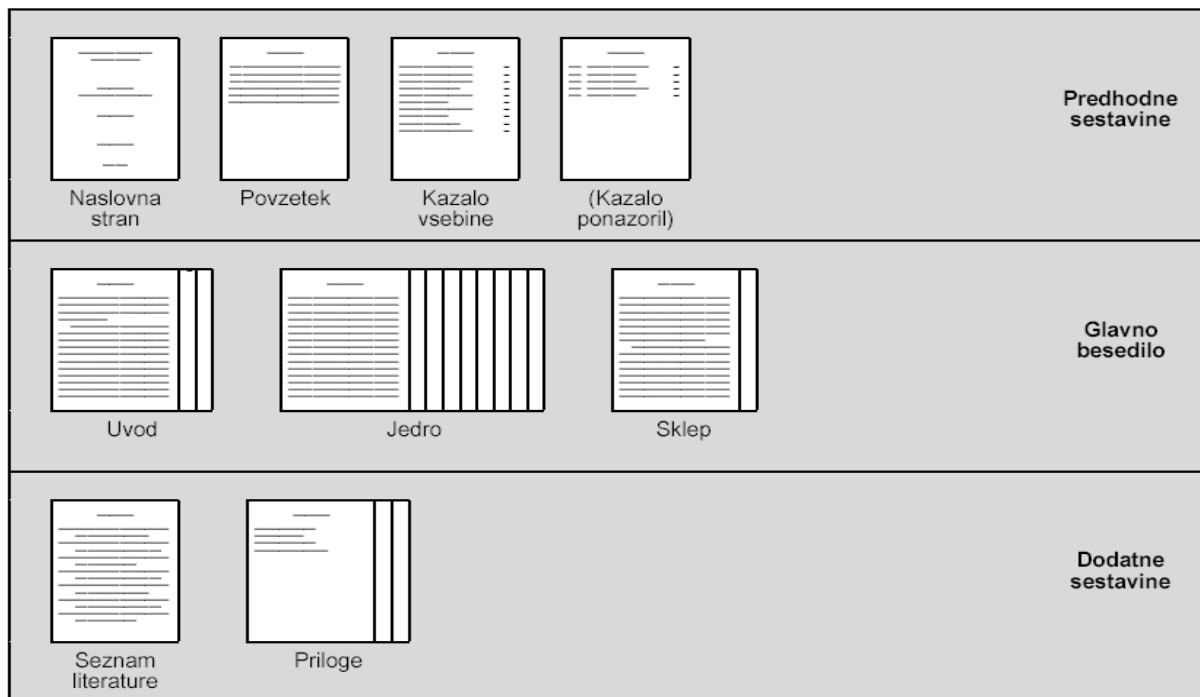 Predhodne
sestavine
Naslovna
stran
Povzetek
Kazalo
vsebine
(Kazalo
ponazoril)
Glavno
besedilo
Uvod
Jedro
Sklep
Dodatne
sestavine
Seznam
literature
Priloge